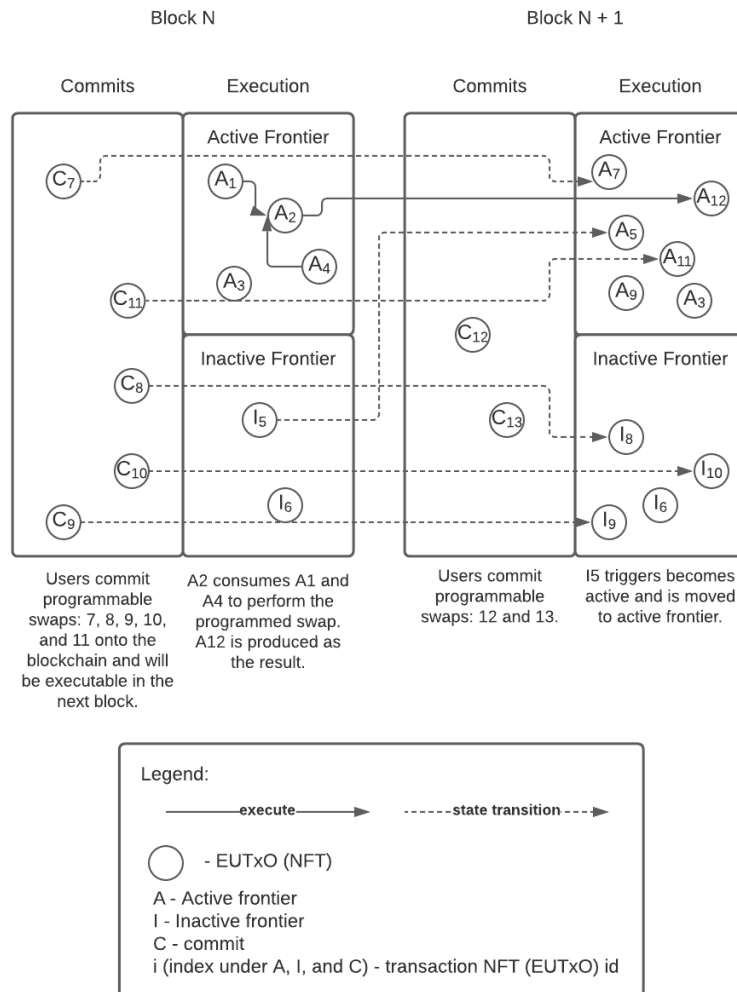 Block N
Block N + 1
Commits
Execution
Commits
Execution
Active Frontier
Active Frontier
C7
A1
A7
A2
A12
A5
A4
A11
A3
A9
A3
C11
C12
Inactive Frontier
Inactive Frontier
C8
I5
C13
I8
C10
I10
I6
I6
C9
I9
Users commit
programmable
swaps: 7, 8, 9, 10,
and 11 onto the
blockchain and will
be executable in the
next block.
A2 consumes A1 and
A4 to perform the
programmed swap.
A12 is produced as
the result.
Users commit
programmable
swaps: 12 and 13.
I5 triggers becomes
active and is moved
to active frontier.
Legend:
execute
state transition
- EUTxO (NFT)
A - Active frontier
I - Inactive frontier
C - commit
i (index under A, I, and C) - transaction NFT (EUTxO) id